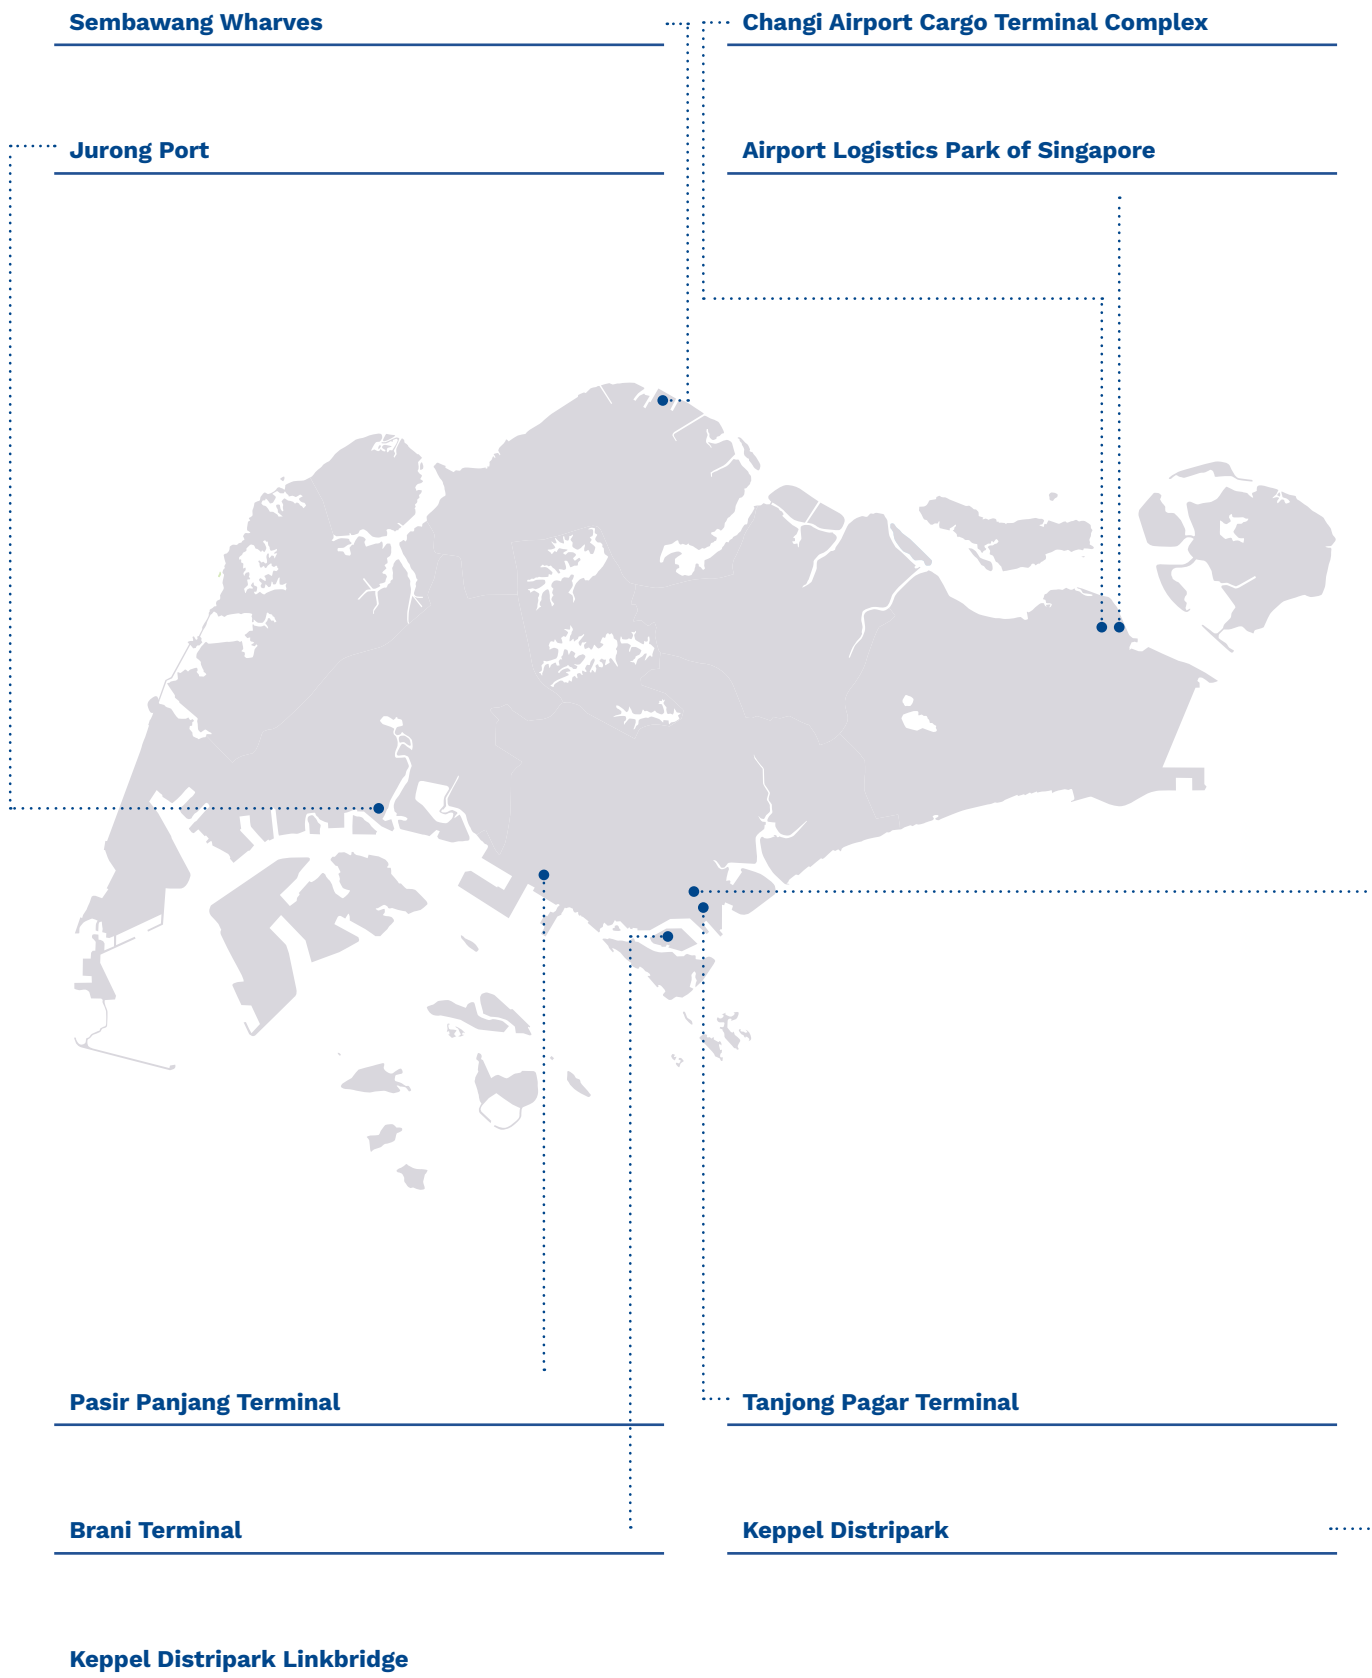 Sembawang Wharves
Changi Airport Cargo Terminal Complex
Jurong Port
Airport Logistics Park of Singapore
Pasir Panjang Terminal
Tanjong Pagar Terminal
Brani Terminal
Keppel Distripark
Keppel Distripark Linkbridge